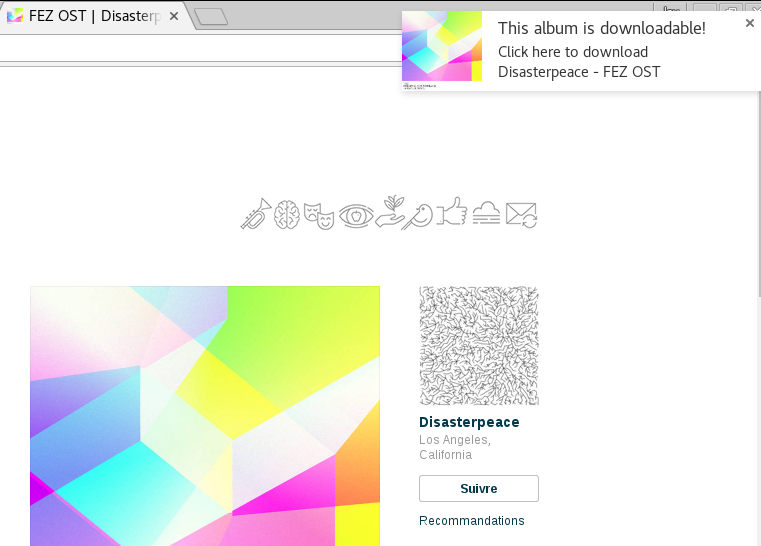 FEZ OST | Disasterp
This album is downloadable!
Click here to download
Disasterpeace - FEZ OST
Disasterpeace
Los Angeles,
California
Suivre
Recommandations